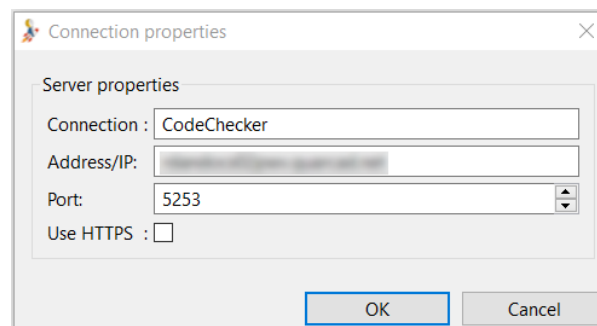 Connection properties
Server properties
Connection : CodeChecker
Address/IP:
Port: 5253
Use HTTPS :
OK Cancel